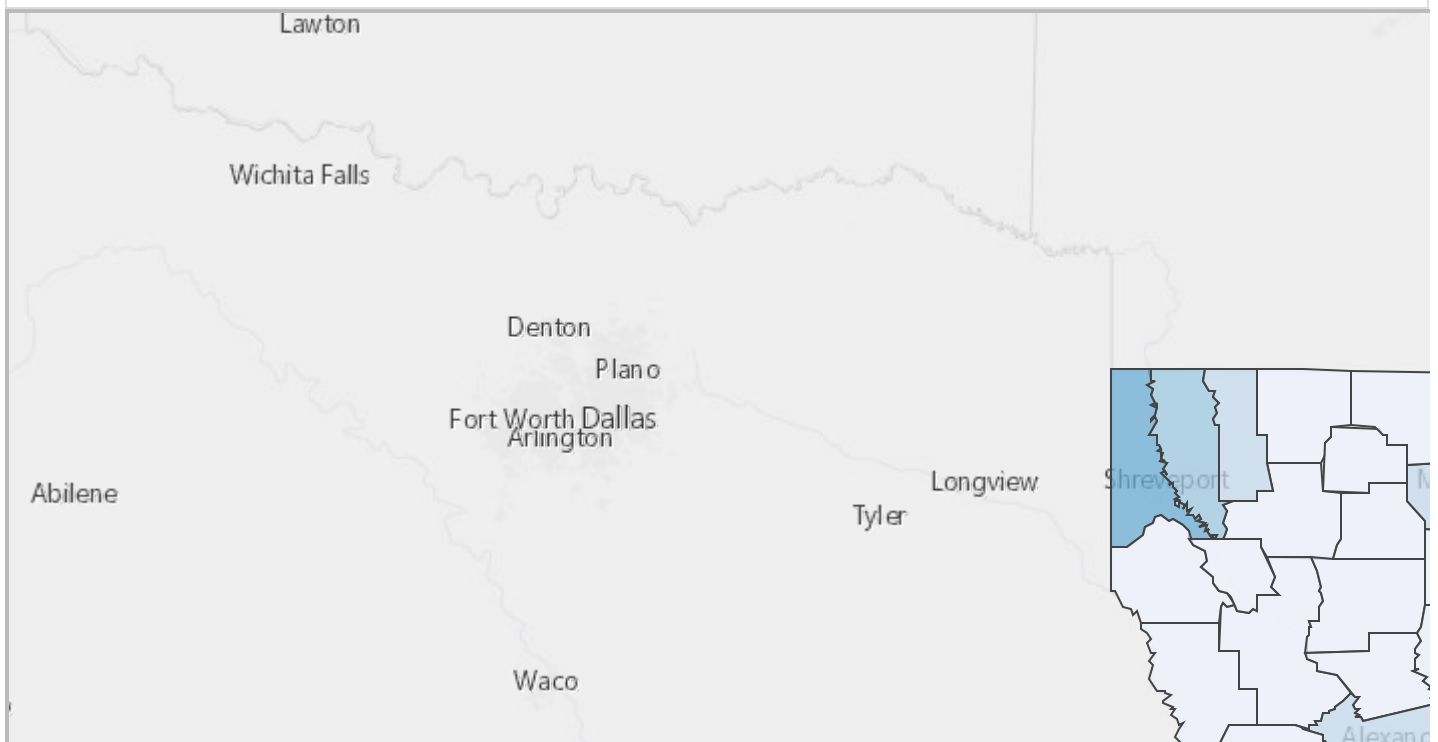 Lawton
Wichita Falls
Denton
Plano
Fort Worth Dallas
Arlington
Longview
Shreveport
Abilene
Tyler
Waco